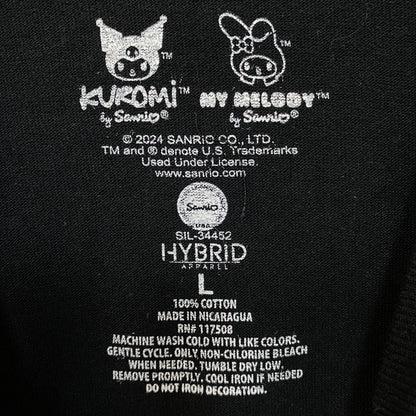 KUROMI™ MY MELODY™
by Sanrio by Sanrio
© 2024 SANRIO CO., LTD.
TM and ® denote U.S. Trademarks
Used Under License.
www.sanrio.com
Sanrio
USA
SIL-34452
HYBRID
APPAREL
L
100% COTTON
MADE IN NICARAGUA
RN# 117508
MACHINE WASH COLD WITH LIKE COLORS.
GENTLE CYCLE. ONLY NON-CHLORINE BLEACH
WHEN NEEDED. TUMBLE DRY LOW.
REMOVE PROMPTLY. COOL IRON IF NEEDED
DO NOT IRON DECORATION.